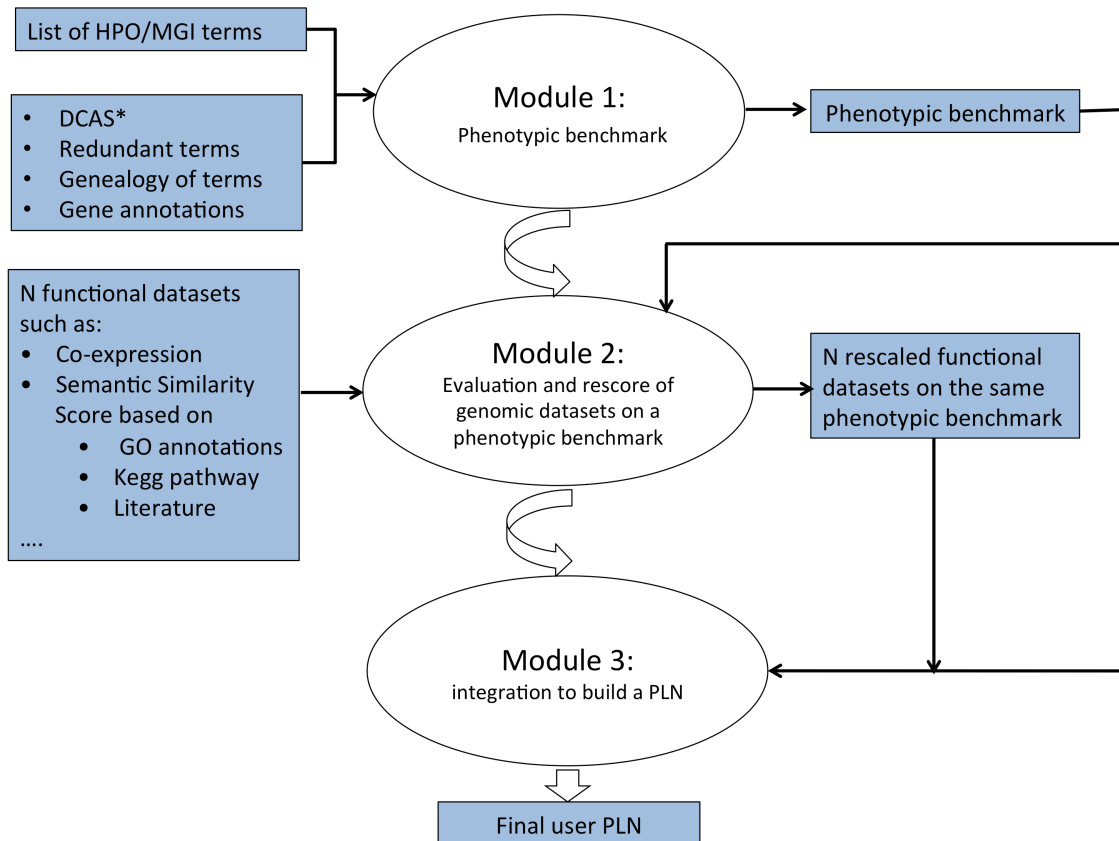 List of HPO/MGI terms
• DCAS*
• Redundant terms
• Genealogy of terms
• Gene annotations
Module 1:
Phenotypic benchmark
Phenotypic benchmark
N functional datasets
such as:
• Co-expression
• Semantic Similarity
Score based on
• GO annotations
• Kegg pathway
• Literature
....
Module 2:
Evaluation and rescore of
genomic datasets on a
phenotypic benchmark
N rescaled functional
datasets on the same
phenotypic benchmark
Module 3:
integration to build a PLN
Final user PLN